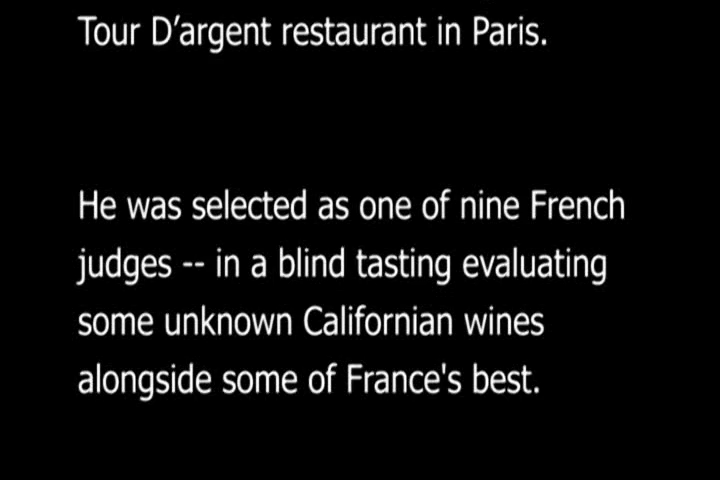 Tour D’argent restaurant in Paris.
He was selected as one of nine French
judges -- in a blind tasting evaluating
some unknown Californian wines
alongside some of France's best.